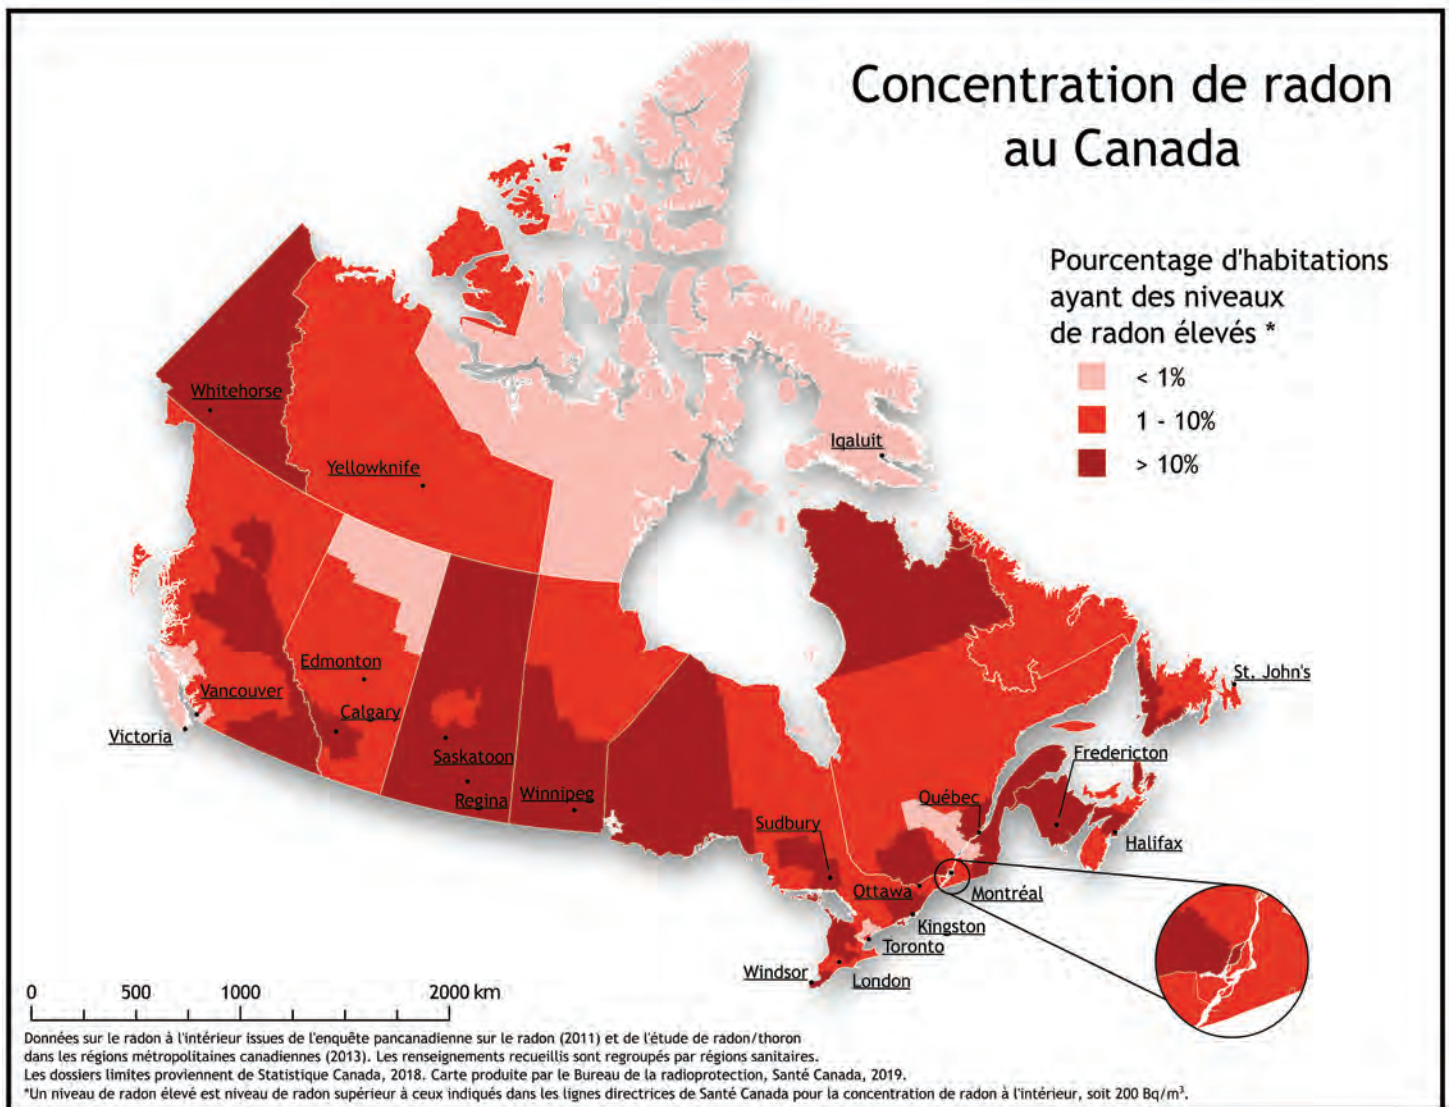 Concentration de radon
au Canada
Pourcentage d'habitations
ayant des niveaux
de radon élevés *
< 1%
1 - 10%
> 10%
Whitehorse
Yellowknife
Iqaluit
Edmonton
Calgary
Vancouver
Victoria
Saskatoon
Regina
Winnipeg
St. John's
Fredericton
Québec
Halifax
Sudbury
Ottawa
Montréal
Kingston
Toronto
Windsor
London
0 500 1000 2000 km
Données sur le radon à l'intérieur issues de l'enquête pancanadienne sur le radon (2011) et de l'étude de radon/thoron
dans les régions métropolitaines canadiennes (2013). Les renseignements recueillis sont regroupés par régions sanitaires.
Les dossiers limites proviennent de Statistique Canada, 2018. Carte produite par le Bureau de la radioprotection, Santé Canada, 2019.
*Un niveau de radon élevé est niveau de radon supérieur à ceux indiqués dans les lignes directrices de Santé Canada pour la concentration de radon à l'intérieur, soit 200 Bq/m³.